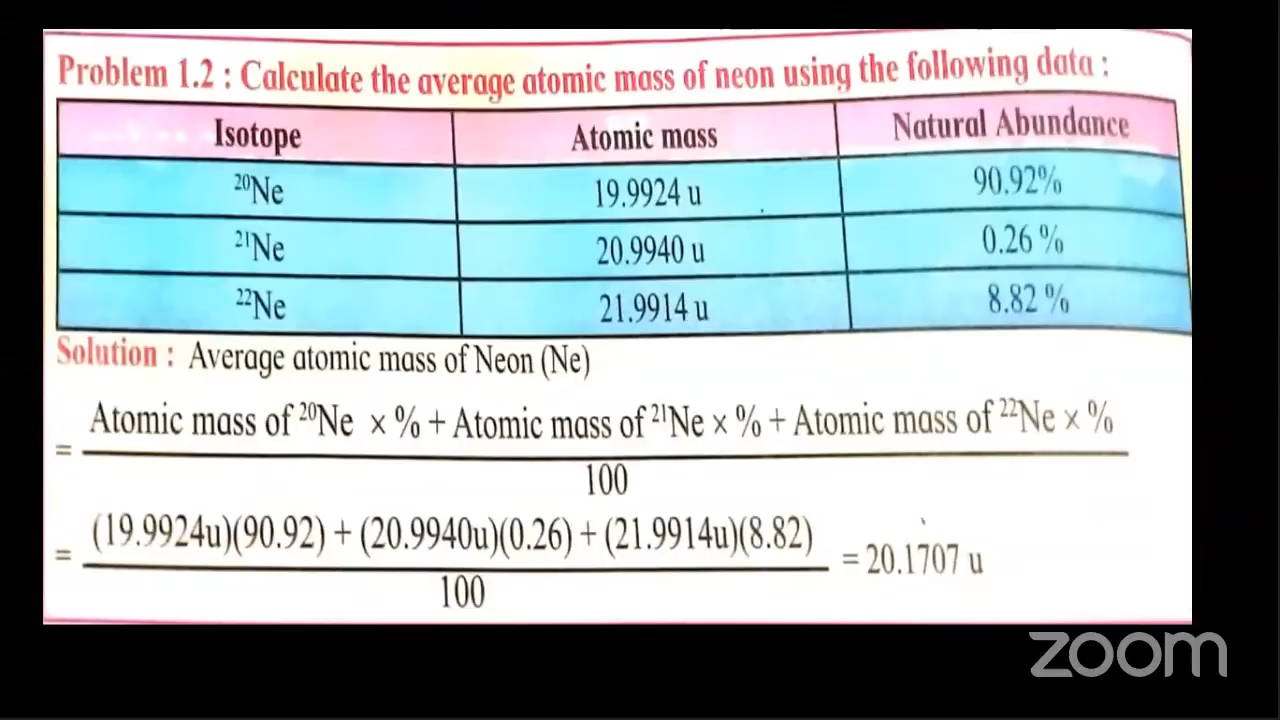 Problem 1.2 : Calculate the average atomic mass of neon using the following data :
Isotope Atomic mass Natural Abundance
²⁰Ne 19.9924 u 90.92%
²¹Ne 20.9940 u 0.26 %
²²Ne 21.9914 u 8.82 %
Solution : Average atomic mass of Neon (Ne)
Atomic mass of ²⁰Ne × % + Atomic mass of ²¹Ne × % + Atomic mass of ²²Ne × %
=
100
(19.9924u)(90.92) + (20.9940u)(0.26) + (21.9914u)(8.82)
= = 20.1707 u
100
zoom